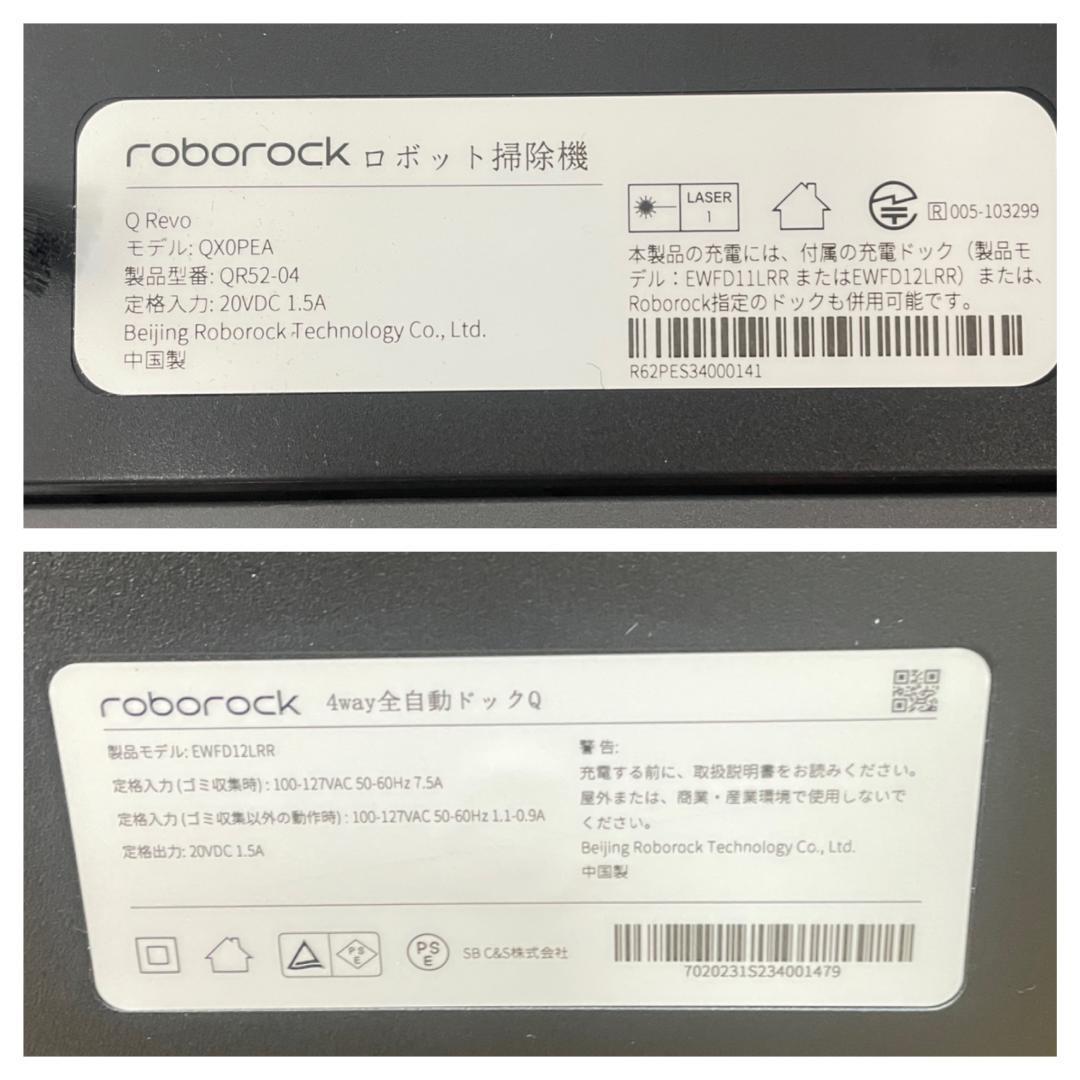 roborock ロボット掃除機
Q Revo
モデル: QX0PEA
製品型番: QR52-04
定格入力: 20VDC 1.5A
Beijing Roborock Technology Co., Ltd.
中国製
LASER
1
R 005-103299
本製品の充電には、付属の充電ドック（製品モ
デル：EWFD11LRR またはEWFD12LRR）または、
Roborock指定のドックも併用可能です。
R62PES34000141
roborock 4way全自動ドックQ
製品モデル: EWFD12LRR
定格入力 (ゴミ収集時) : 100-127VAC 50-60Hz 7.5A
定格入力 (ゴミ収集以外の動作時) : 100-127VAC 50-60Hz 1.1-0.9A
定格出力: 20VDC 1.5A
警告:
充電する前に、取扱説明書をお読みください。
屋外または、商業・産業環境で使用しないで
ください。
Beijing Roborock Technology Co., Ltd.
中国製
PS
E
PS
E
SB C&S株式会社
7020231S234001479